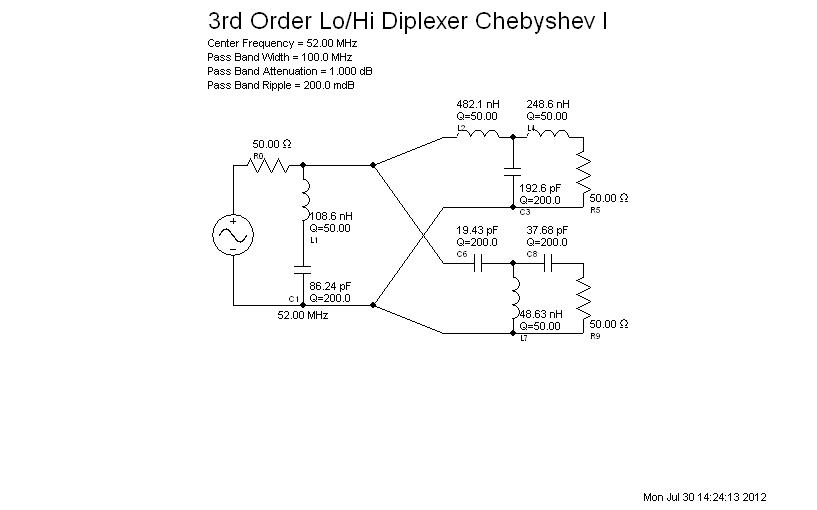 3rd Order Lo/Hi Diplexer Chebyshev I
Center Frequency = 52.00 MHz
Pass Band Width = 100.0 MHz
Pass Band Attenuation = 1.000 dB
Pass Band Ripple = 200.0 mdB
482.1 nH
Q=50.00
L2
248.6 nH
Q=50.00
L4
50.00 Ω
R0
108.6 nH
Q=50.00
L1
192.6 pF
Q=200.0
C3
50.00 Ω
R5
+
−
19.43 pF
Q=200.0
C6
37.68 pF
Q=200.0
C8
86.24 pF
C1 Q=200.0
52.00 MHz
48.63 nH
Q=50.00
L7
50.00 Ω
R9
Mon Jul 30 14:24:13 2012